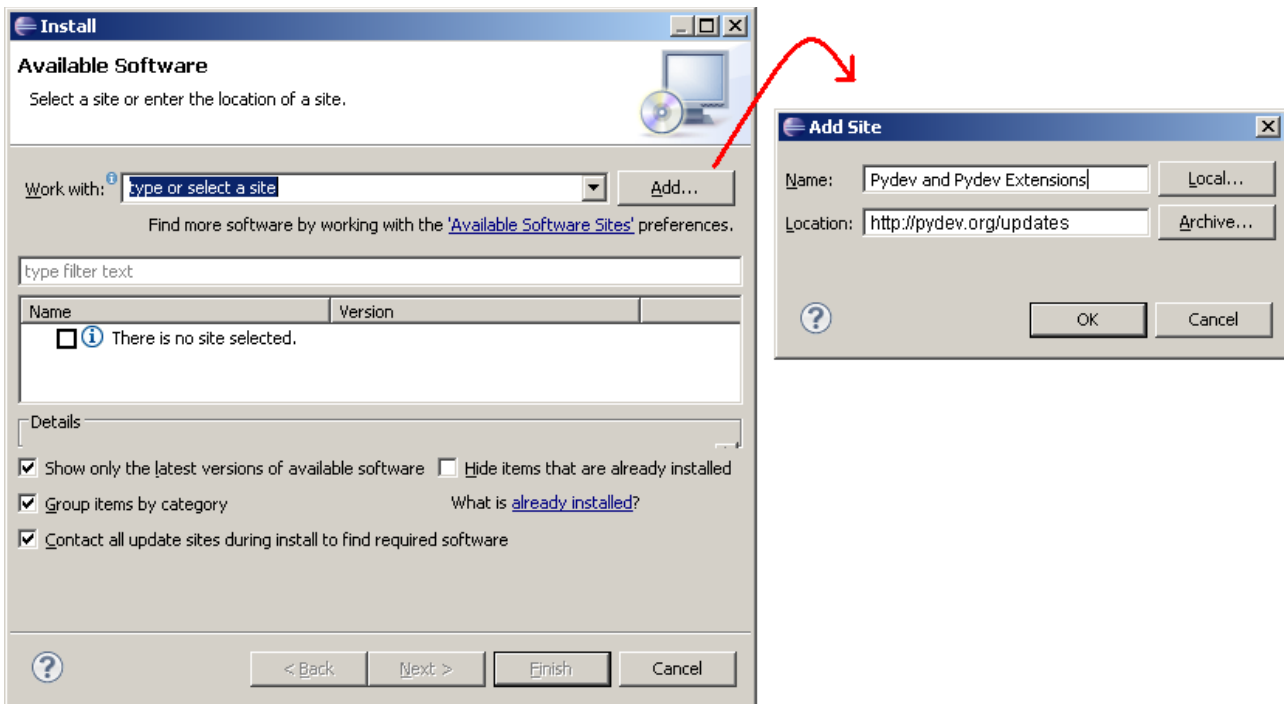 Install
Available Software
Select a site or enter the location of a site.
Work with: type or select a site Add...
Find more software by working with the 'Available Software Sites' preferences.
type filter text
Name Version
There is no site selected.
Details
Show only the latest versions of available software Hide items that are already installed
Group items by category What is already installed?
Contact all update sites during install to find required software
< Back Next > Finish Cancel
Add Site
Name: Pydev and Pydev Extensions Local...
Location: http://pydev.org/updates Archive...
OK Cancel